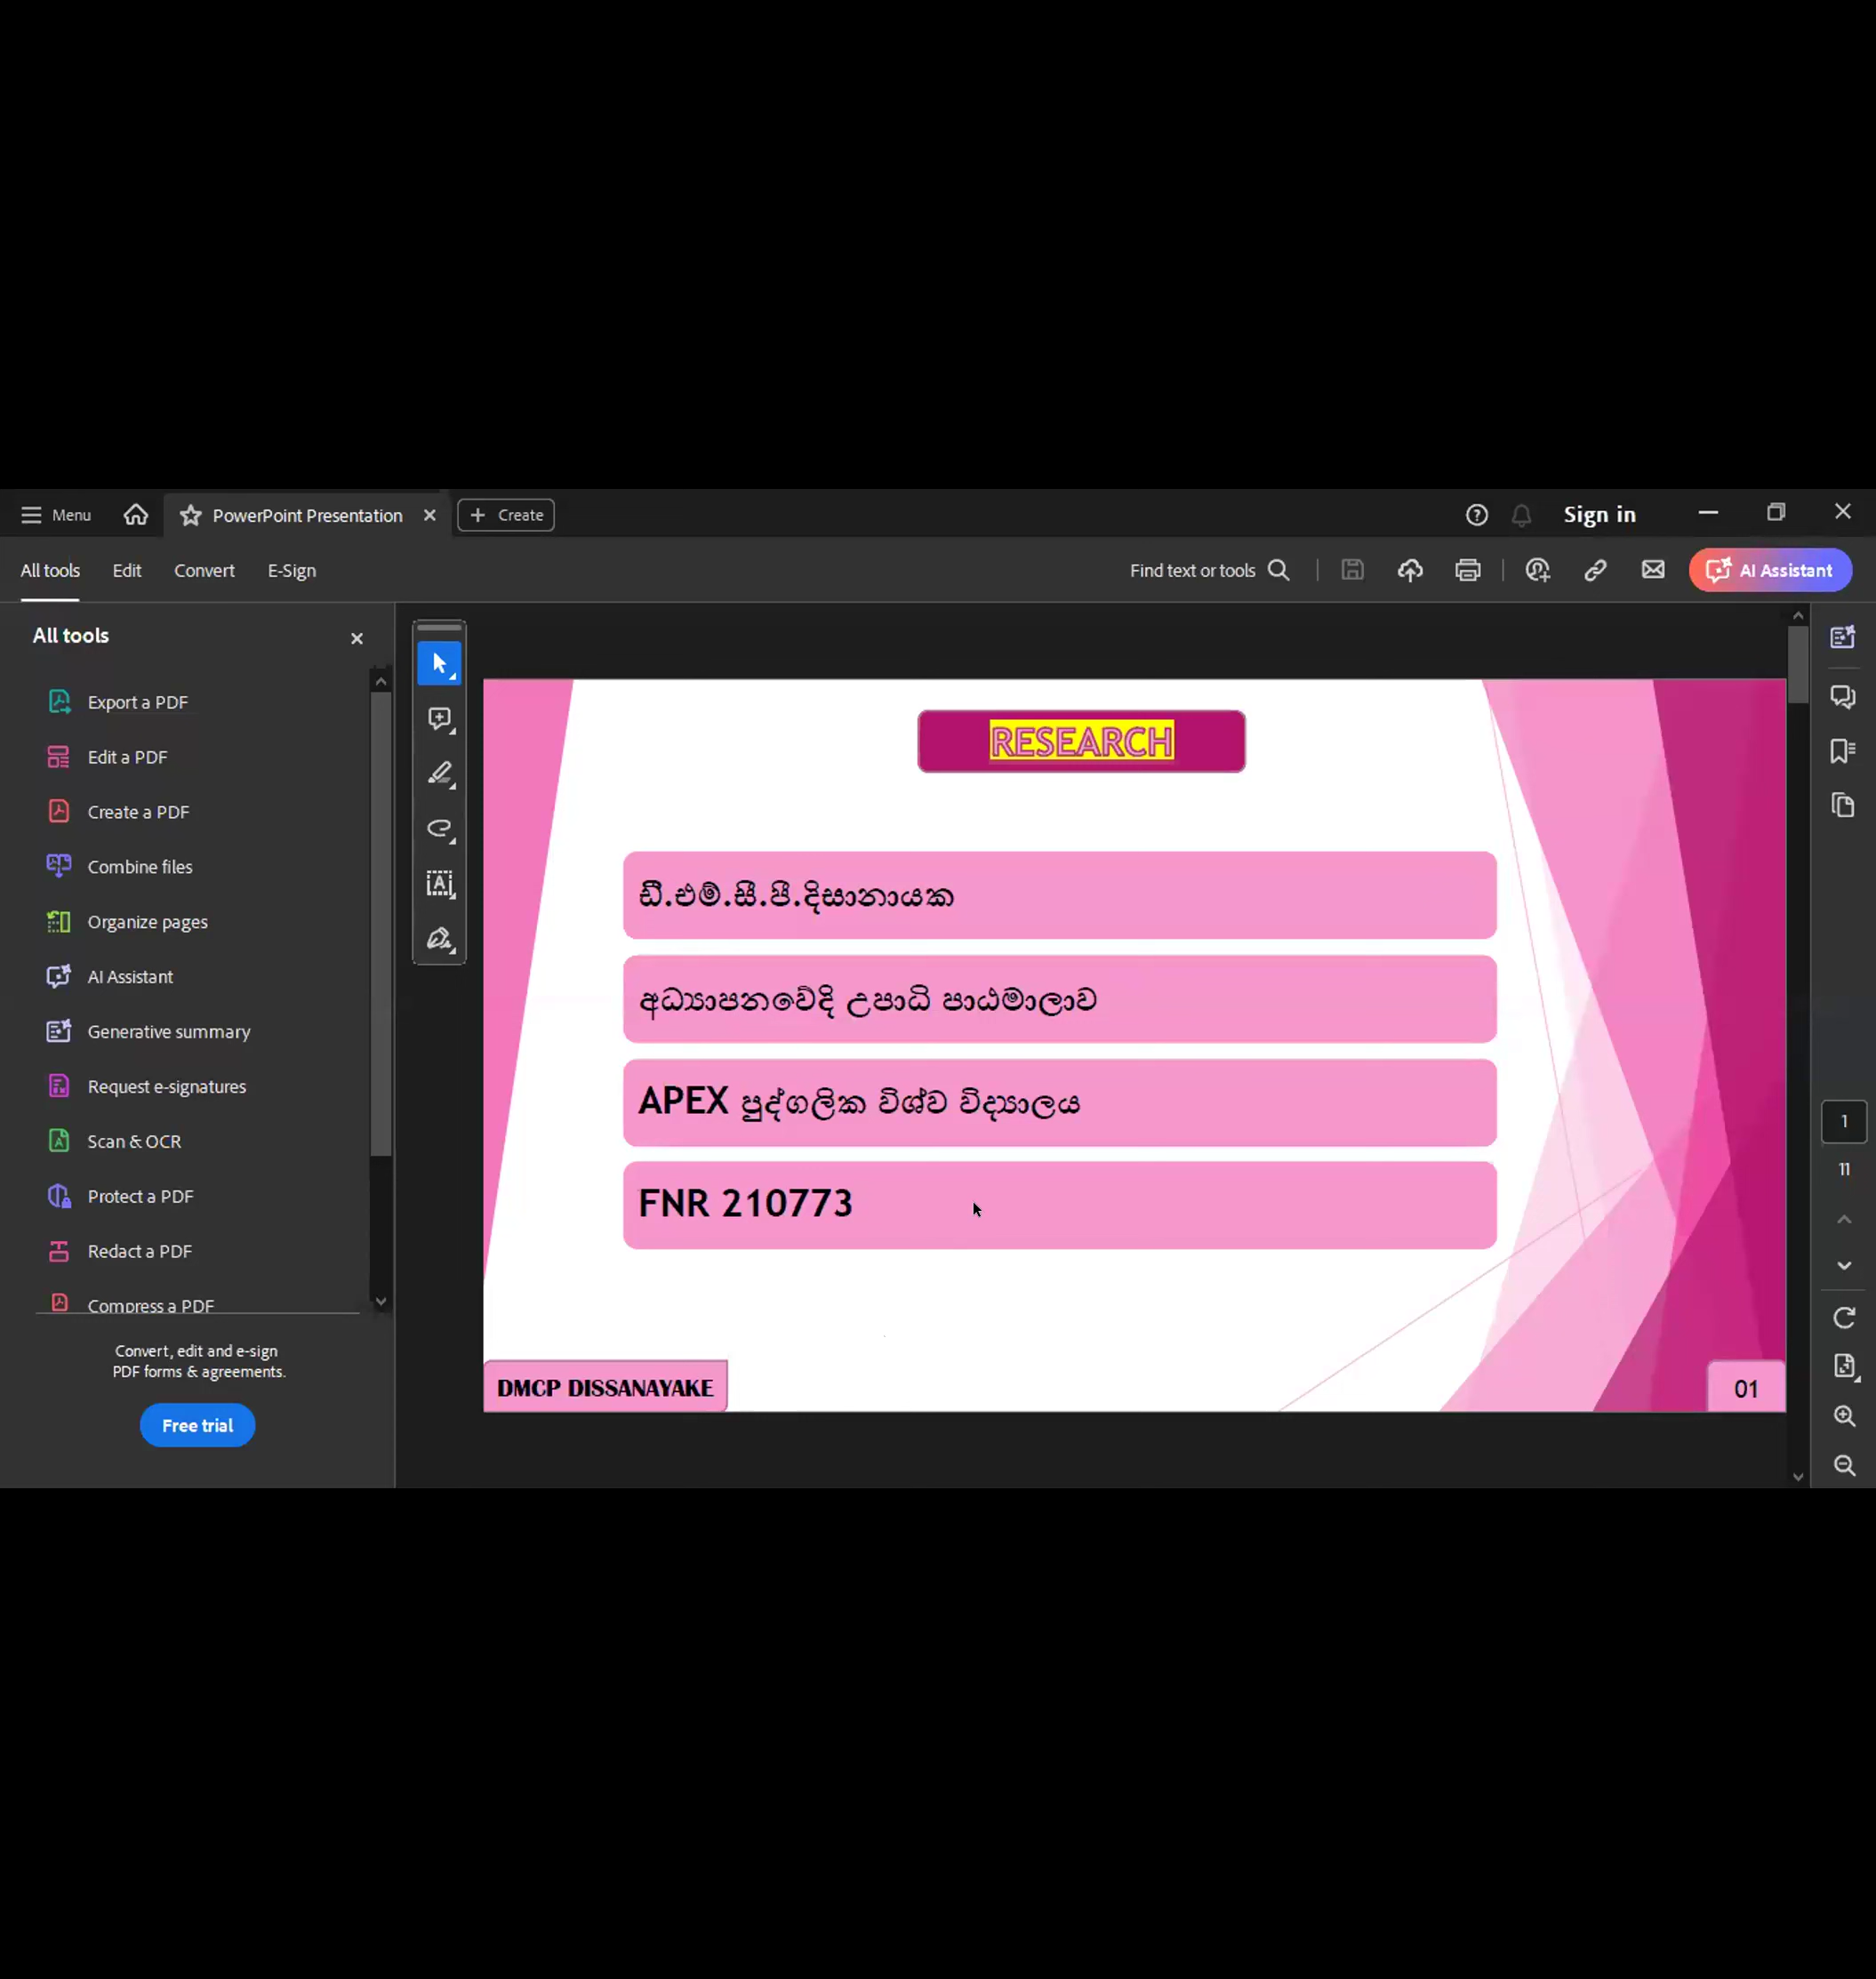 Menu
PowerPoint Presentation
Create
Sign in
All tools
Edit
Convert
E-Sign
Find text or tools
AI Assistant
All tools
Export a PDF
Edit a PDF
Create a PDF
Combine files
Organize pages
AI Assistant
Generative summary
Request e-signatures
Scan & OCR
Protect a PDF
Redact a PDF
Compress a PDF
Convert, edit and e-sign
PDF forms & agreements.
Free trial
RESEARCH
ඩී.එම්.සී.පී.දිසානායක
අධ්‍යාපනවේදි උපාධි පාඨමාලාව
APEX පුද්ගලික විශ්ව විද්‍යාලය
FNR 210773
DMCP DISSANAYAKE
01
1
11